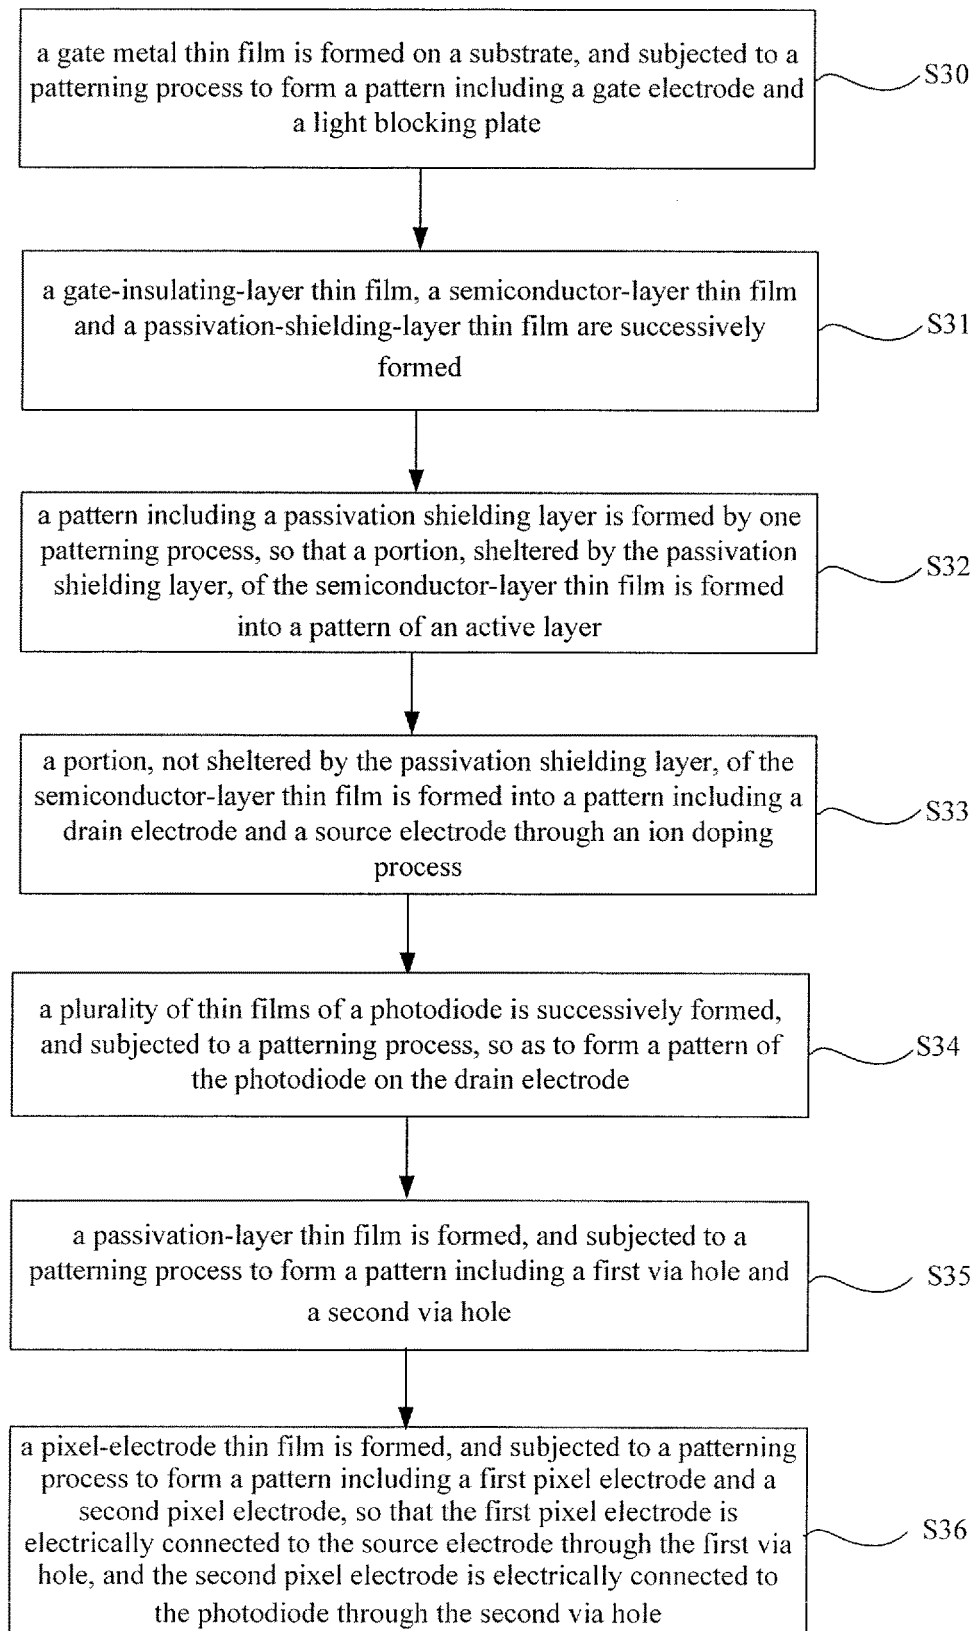 a gate metal thin film is formed on a substrate, and subjected to a
patterning process to form a pattern including a gate electrode and
a light blocking plate
S30
a gate-insulating-layer thin film, a semiconductor-layer thin film
and a passivation-shielding-layer thin film are successively
formed
S31
a pattern including a passivation shielding layer is formed by one
patterning process, so that a portion, sheltered by the passivation
shielding layer, of the semiconductor-layer thin film is formed
into a pattern of an active layer
S32
a portion, not sheltered by the passivation shielding layer, of the
semiconductor-layer thin film is formed into a pattern including a
drain electrode and a source electrode through an ion doping
process
S33
a plurality of thin films of a photodiode is successively formed,
and subjected to a patterning process, so as to form a pattern of
the photodiode on the drain electrode
S34
a passivation-layer thin film is formed, and subjected to a
patterning process to form a pattern including a first via hole and
a second via hole
S35
a pixel-electrode thin film is formed, and subjected to a patterning
process to form a pattern including a first pixel electrode and a
second pixel electrode, so that the first pixel electrode is
electrically connected to the source electrode through the first via
hole, and the second pixel electrode is electrically connected to
the photodiode through the second via hole
S36